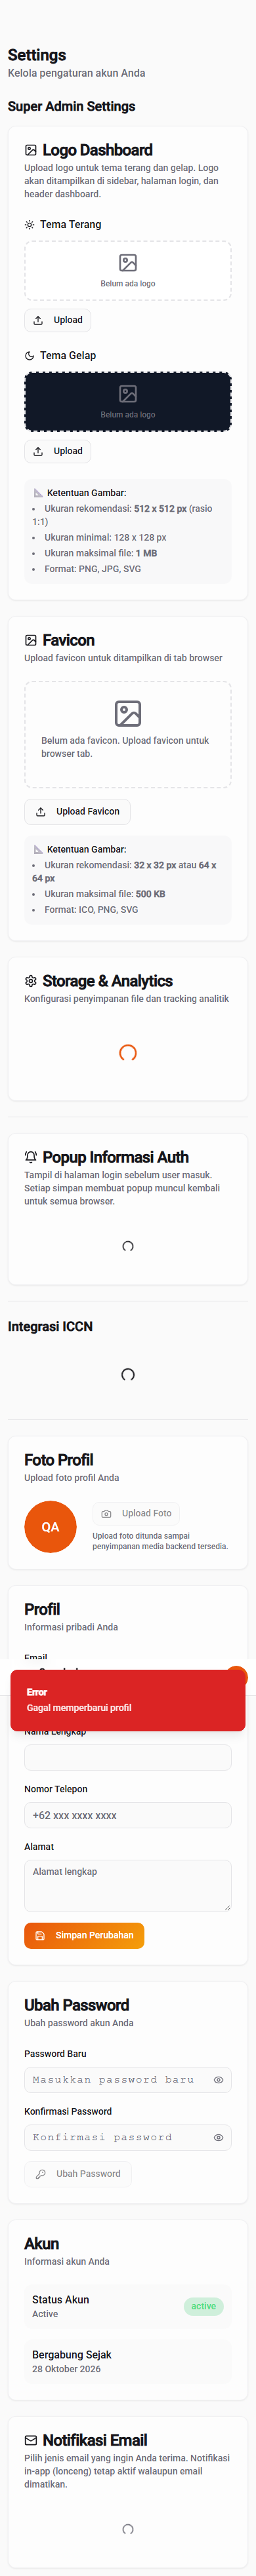 Settings
Kelola pengaturan akun Anda
Super Admin Settings
Logo Dashboard
Upload logo untuk tema terang dan gelap. Logo
akan ditampilkan di sidebar, halaman login, dan
header dashboard.
Tema Terang
Belum ada logo
Upload
Tema Gelap
Belum ada logo
Upload
📐 Ketentuan Gambar:
• Ukuran rekomendasi: 512 x 512 px (rasio
1:1)
• Ukuran minimal: 128 x 128 px
• Ukuran maksimal file: 1 MB
• Format: PNG, JPG, SVG
Favicon
Upload favicon untuk ditampilkan di tab browser
Belum ada favicon. Upload favicon untuk
browser tab.
Upload Favicon
📐 Ketentuan Gambar:
• Ukuran rekomendasi: 32 x 32 px atau 64 x
64 px
• Ukuran maksimal file: 500 KB
• Format: ICO, PNG, SVG
Storage & Analytics
Konfigurasi penyimpanan file dan tracking analitik
Popup Informasi Auth
Tampil di halaman login sebelum user masuk.
Setiap simpan membuat popup muncul kembali
untuk semua browser.
Integrasi ICCN
Foto Profil
Upload foto profil Anda
QA
Upload Foto
Upload foto ditunda sampai
penyimpanan media backend tersedia.
Profil
Informasi pribadi Anda
Email
Error
Gagal memperbarui profil
Nama Lengkap
Nomor Telepon
+62 xxx xxxx xxxx
Alamat
Alamat lengkap
Simpan Perubahan
Ubah Password
Ubah password akun Anda
Password Baru
Masukkan password baru
Konfirmasi Password
Konfirmasi password
Ubah Password
Akun
Informasi akun Anda
Status Akun
Active
active
Bergabung Sejak
28 Oktober 2026
Notifikasi Email
Pilih jenis email yang ingin Anda terima. Notifikasi
in-app (lonceng) tetap aktif walaupun email
dimatikan.